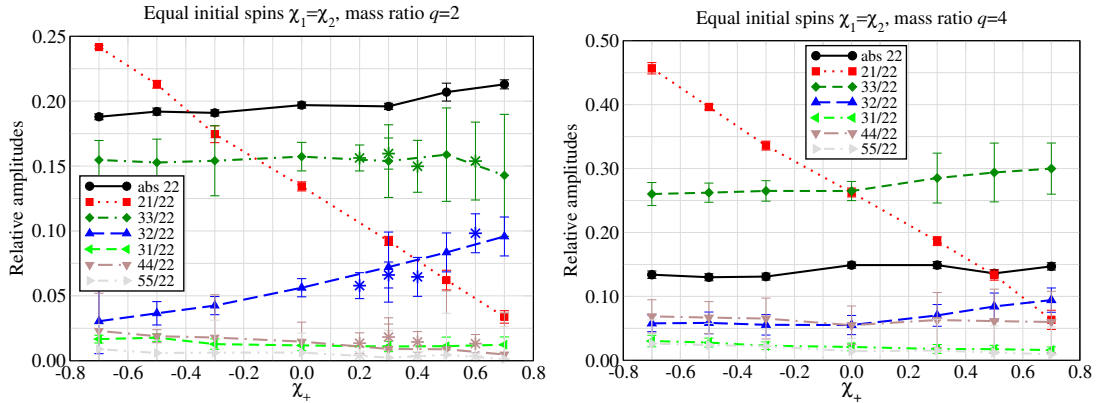 Equal initial spins χ₁=χ₂, mass ratio q=2
Relative amplitudes
0.25
0.20
0.15
0.10
0.05
0.00
abs 22
21/22
33/22
32/22
31/22
44/22
55/22
-0.8 -0.6 -0.4 -0.2 0.0 0.2 0.4 0.6 0.8
χ₊
Equal initial spins χ₁=χ₂, mass ratio q=4
Relative amplitudes
0.50
0.40
0.30
0.20
0.10
0.00
abs 22
21/22
33/22
32/22
31/22
44/22
55/22
-0.8 -0.6 -0.4 -0.2 0.0 0.2 0.4 0.6 0.8
χ₊